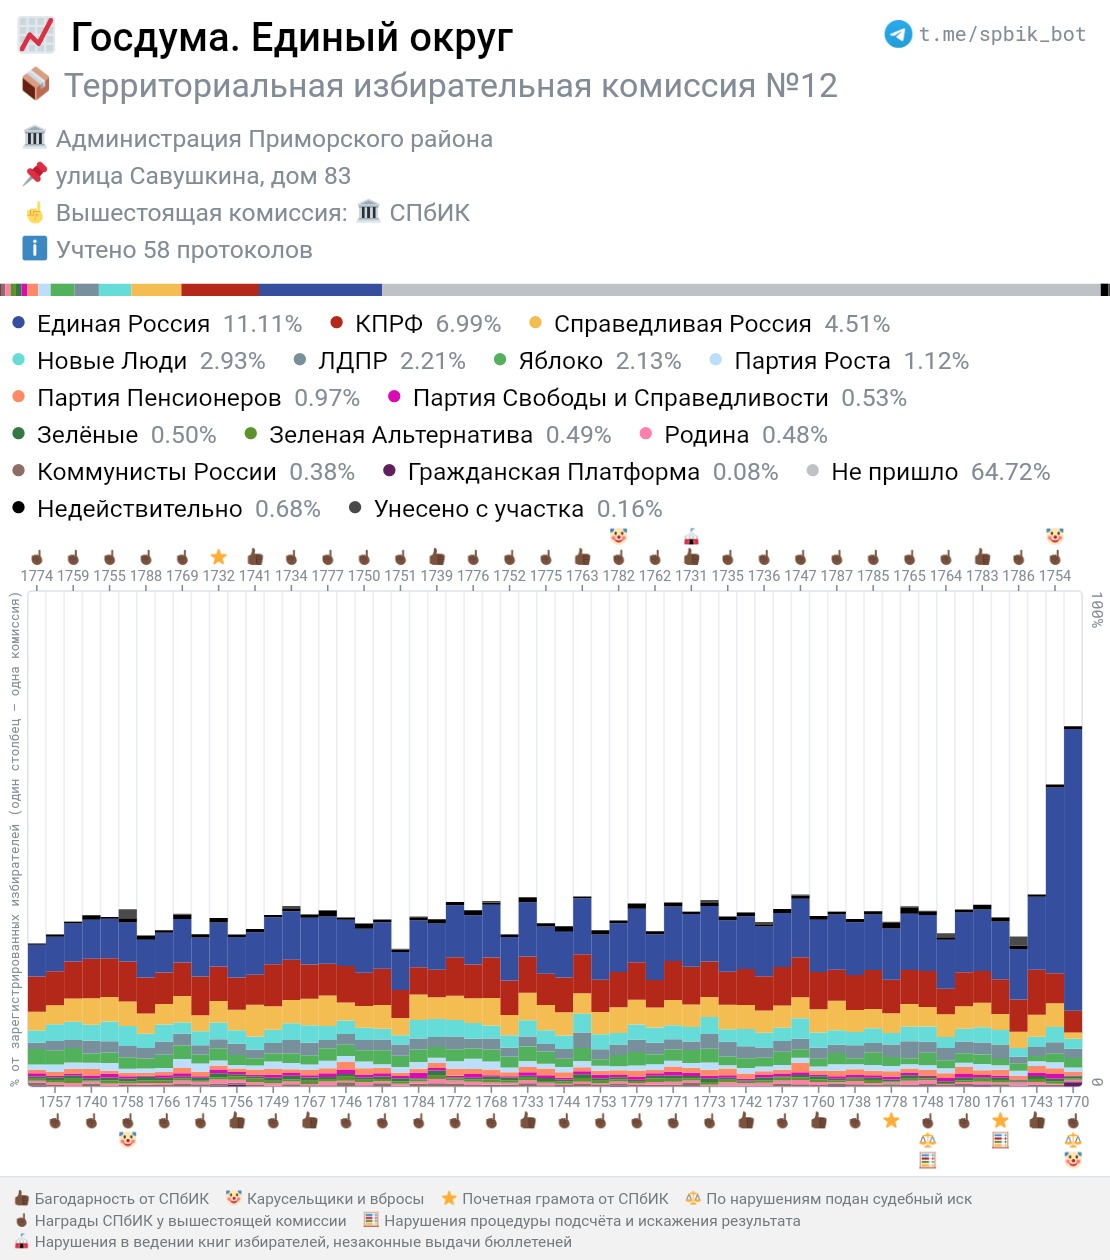 Госдума. Единый округ
t.me/spbik_bot
Территориальная избирательная комиссия №12
Администрация Приморского района
улица Савушкина, дом 83
Вышестоящая комиссия: СПбИК
Учтено 58 протоколов
Единая Россия 11.11% КПРФ 6.99% Справедливая Россия 4.51%
Новые Люди 2.93% ЛДПР 2.21% Яблоко 2.13% Партия Роста 1.12%
Партия Пенсионеров 0.97% Партия Свободы и Справедливости 0.53%
Зелёные 0.50% Зеленая Альтернатива 0.49% Родина 0.48%
Коммунисты России 0.38% Гражданская Платформа 0.08% Не пришло 64.72%
Недействительно 0.68% Унесено с участка 0.16%
1774 1759 1755 1788 1769 1732 1741 1734 1777 1750 1751 1739 1776 1752 1775 1763 1782 1762 1731 1735 1736 1747 1787 1785 1765 1764 1783 1786 1754
% от зарегистрированных избирателей (один столбец – одна комиссия)
100%
0
1757 1740 1758 1766 1745 1756 1749 1767 1746 1781 1784 1772 1768 1733 1744 1753 1779 1771 1773 1742 1737 1760 1738 1778 1748 1780 1761 1743 1770
Багодарность от СПбИК Карусельщики и вбросы Почетная грамота от СПбИК По нарушениям подан судебный иск
Награды СПбИК у вышестоящей комиссии Нарушения процедуры подсчёта и искажения результата
Нарушения в ведении книг избирателей, незаконные выдачи бюллетеней